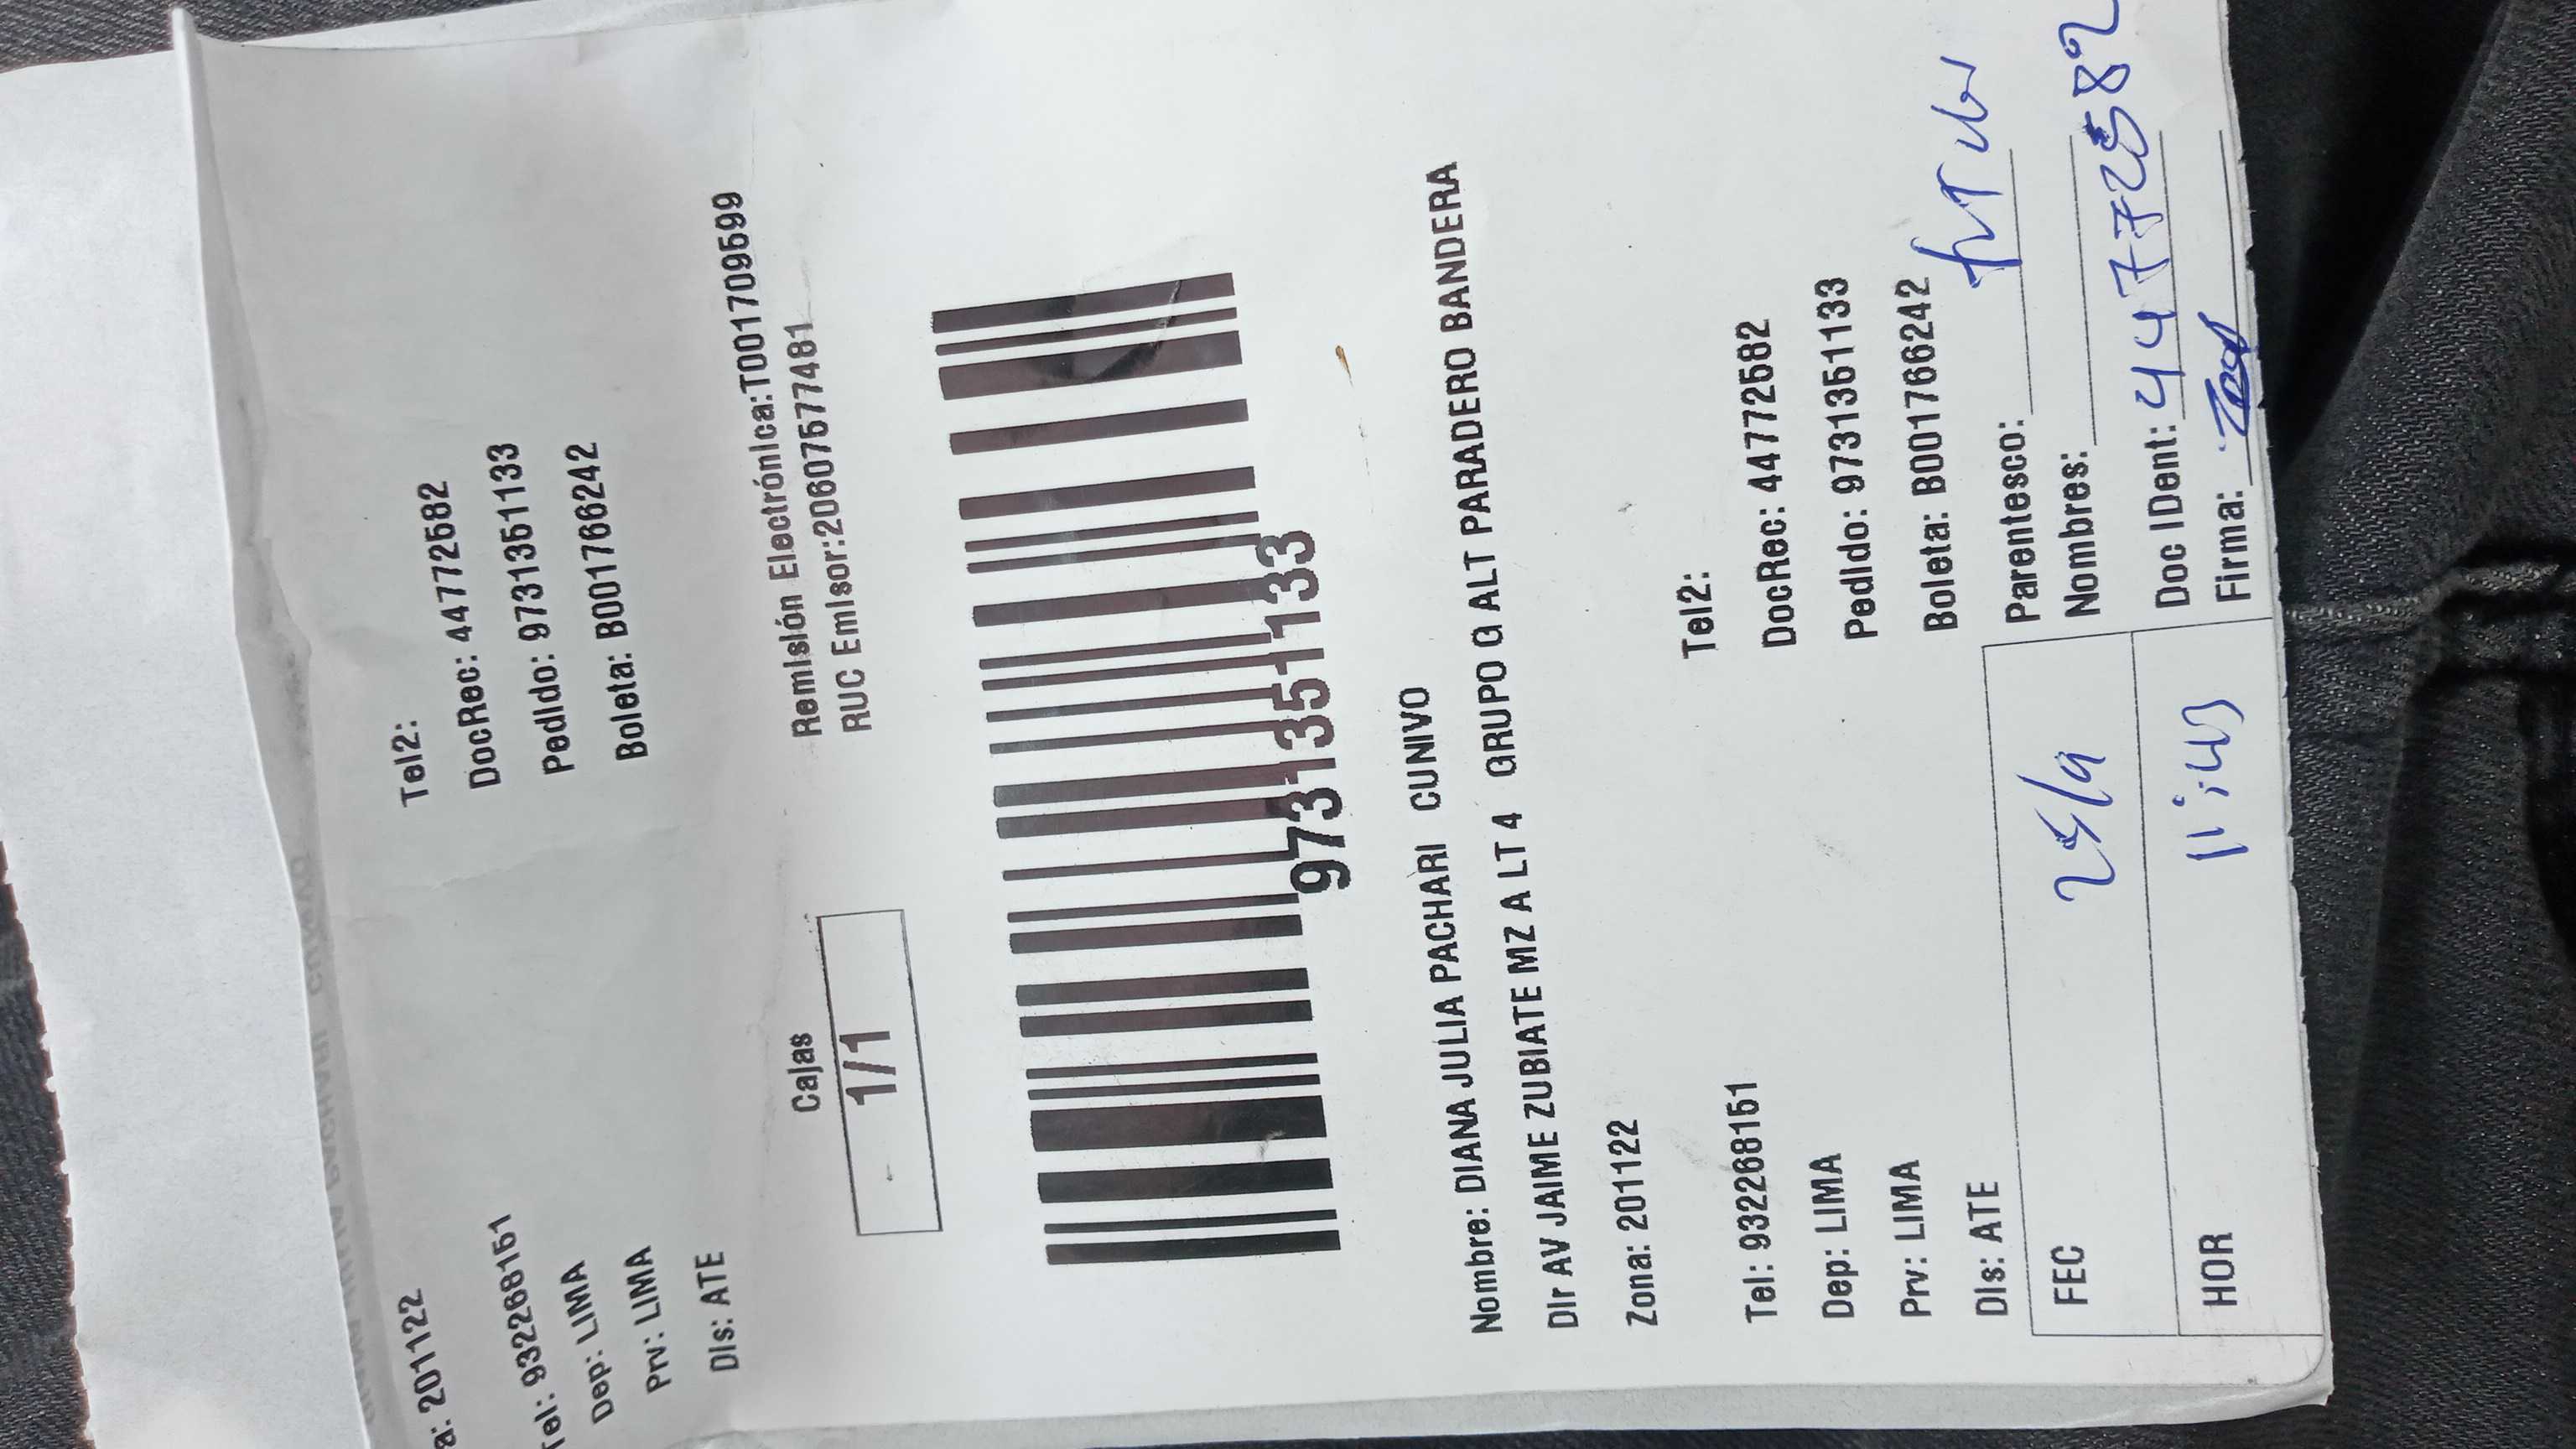 a: 201122
Tel2:
Tel: 932268151
DocRec: 44772582
Dep: LIMA
Pedido: 9731351133
Prv: LIMA
Boleta: B001766242
Dis: ATE
Cajas
1/1
Remisión Electrónica:T001709599
RUC Emisor:20607577481
9731351133
Nombre: DIANA JULIA PACHARI CUNIVO
Dir AV JAIME ZUBIATE MZ A LT 4 GRUPO G ALT PARADERO BANDERA
Zona: 201122
Tel2:
Tel: 932268151
DocRec: 44772582
Dep: LIMA
Pedido: 9731351133
Prv: LIMA
Boleta: B001766242
Dis: ATE
Parentesco:
FEC 25/9
Nombres:
Doc IDent: 44772582
HOR 11:43
Firma: